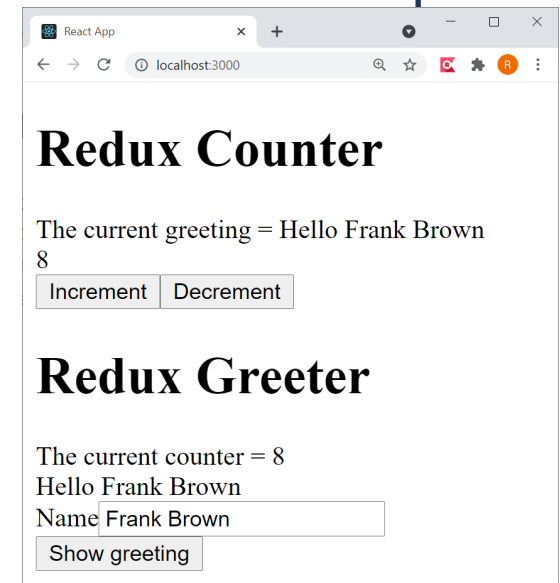 React App
localhost:3000
R
Redux Counter
The current greeting = Hello Frank Brown
8
Increment Decrement
Redux Greeter
The current counter = 8
Hello Frank Brown
Name Frank Brown
Show greeting